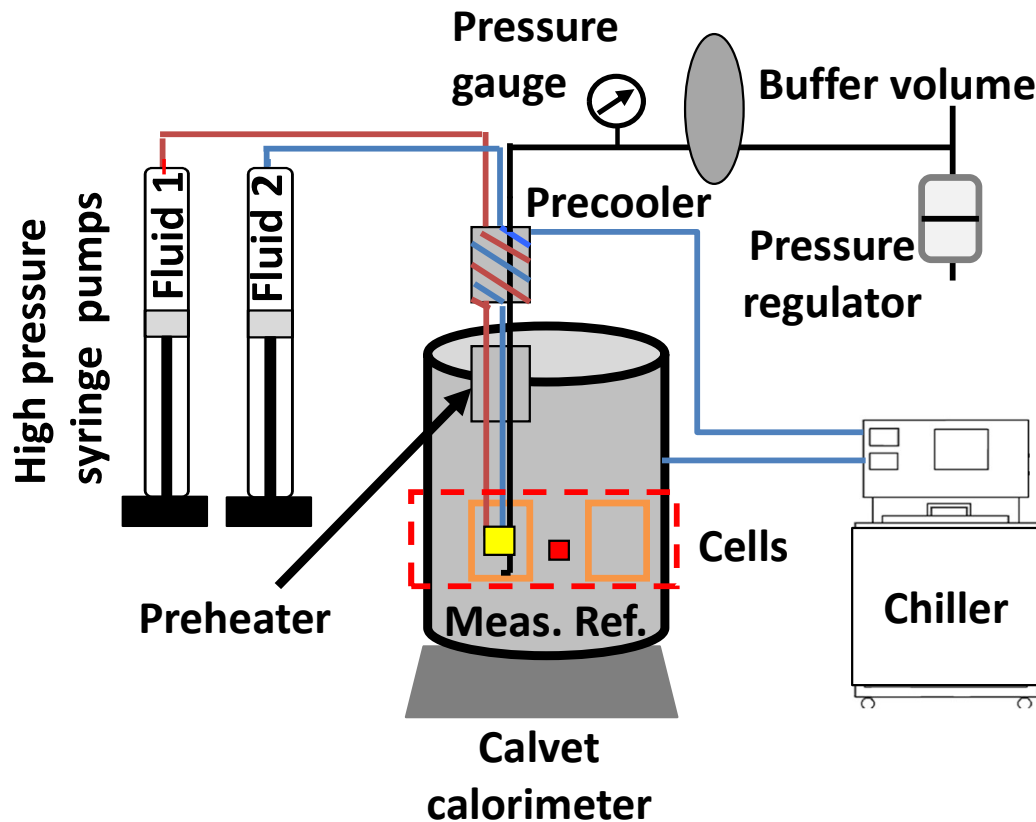 Pressure
gauge
Buffer volume
High pressure
syringe pumps
Fluid 1
Fluid 2
Precooler
Pressure
regulator
Cells
Preheater
Meas. Ref.
Chiller
Calvet
calorimeter